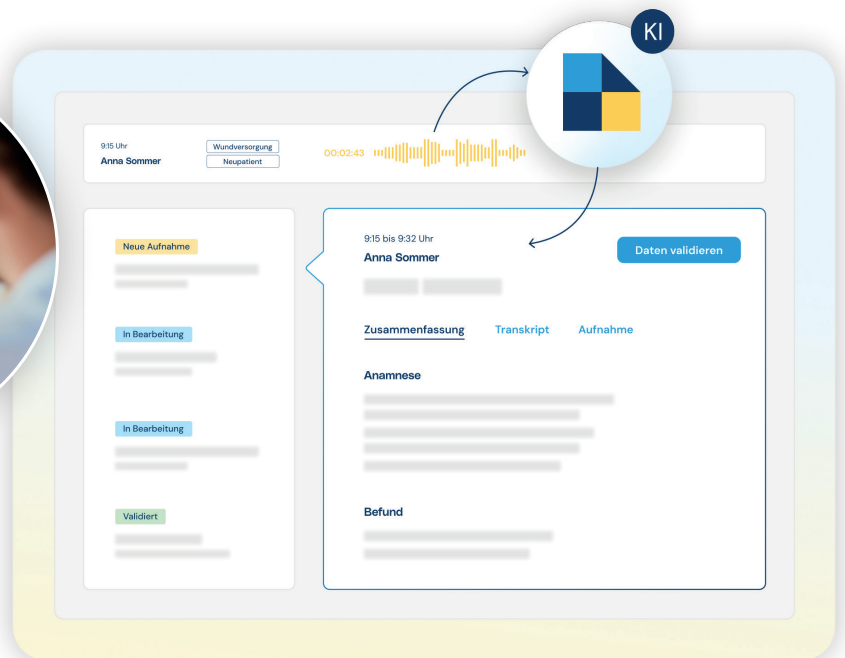 KI
9:15 Uhr
Anna Sommer
Wundversorgung
Neupatient
00:02:43
Neue Aufnahme
In Bearbeitung
In Bearbeitung
Validiert
9:15 bis 9:32 Uhr
Anna Sommer
Daten validieren
Zusammenfassung Transkript Aufnahme
Anamnese
Befund